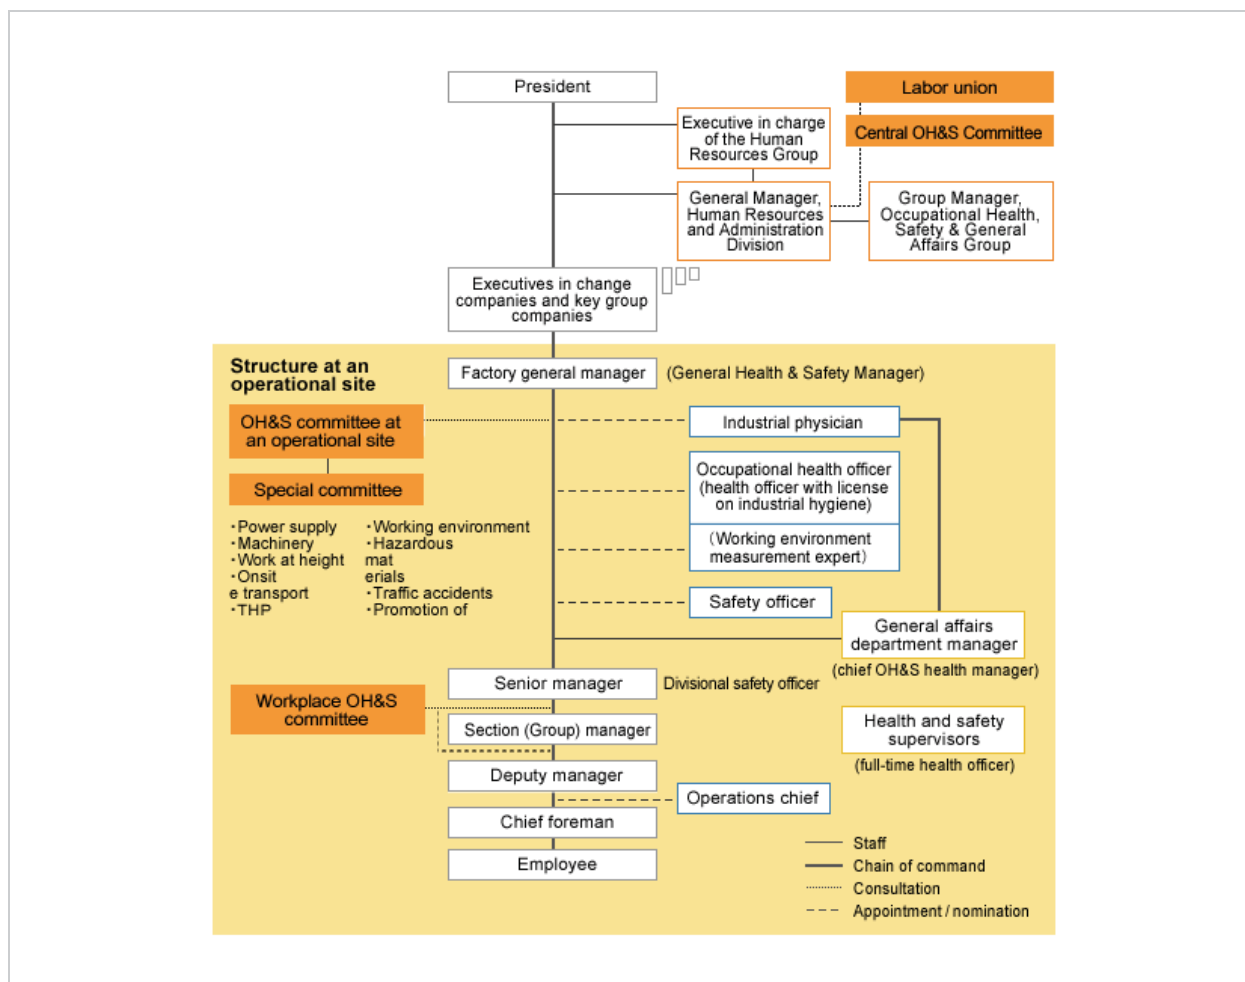 President
Labor union
Executive in charge
of the Human
Resources Group
Central OH&S Committee
General Manager,
Human Resources
and Administration
Division
Group Manager,
Occupational Health,
Safety & General
Affairs Group
Executives in change
companies and key group
companies
Structure at an
operational site
Factory general manager
(General Health & Safety Manager)
OH&S committee at
an operational site
Industrial physician
Special committee
Occupational health officer
(health officer with license
on industrial hygiene)
(Working environment
measurement expert)
・Power supply
・Machinery
・Work at height
・Onsit
e transport
・THP
・Working environment
・Hazardous
mat
erials
・Traffic accidents
・Promotion of
Safety officer
General affairs
department manager
(chief OH&S health manager)
Senior manager
Divisional safety officer
Workplace OH&S
committee
Section (Group) manager
Health and safety
supervisors
(full-time health officer)
Deputy manager
Operations chief
Chief foreman
Employee
Staff
Chain of command
Consultation
Appointment / nomination